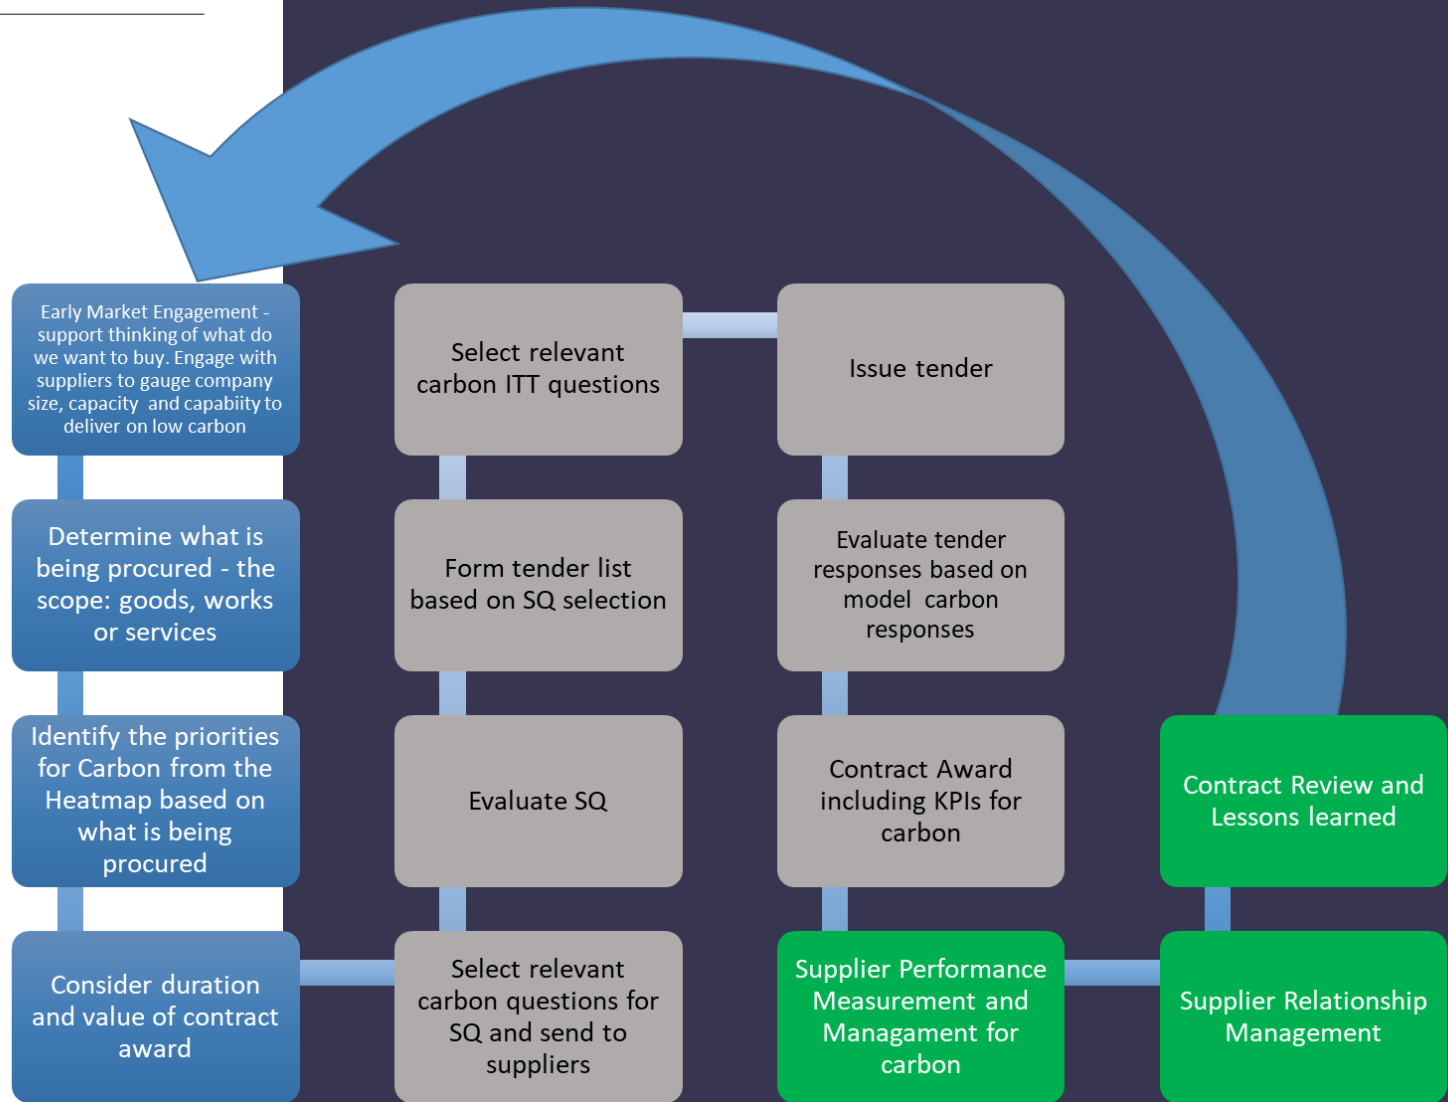 Early Market Engagement -
support thinking of what do
we want to buy. Engage with
suppliers to gauge company
size, capacity and capabiity to
deliver on low carbon
Determine what is
being procured - the
scope: goods, works
or services
Identify the priorities
for Carbon from the
Heatmap based on
what is being
procured
Consider duration
and value of contract
award
Select relevant
carbon questions for
SQ and send to
suppliers
Evaluate SQ
Form tender list
based on SQ selection
Select relevant
carbon ITT questions
Issue tender
Evaluate tender
responses based on
model carbon
responses
Contract Award
including KPIs for
carbon
Supplier Performance
Measurement and
Managament for
carbon
Supplier Relationship
Management
Contract Review and
Lessons learned